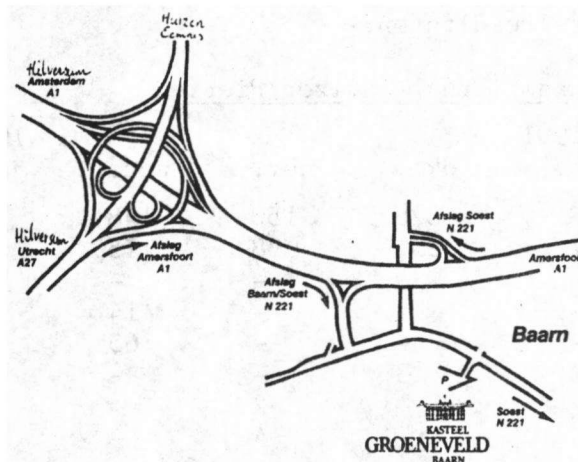 Huizen
Eemnes
Hilversum
Amsterdam
A1
Hilversum
Utrecht
A27
Afslag
Amersfoort
A1
Afslag Soest
N 221
Amersfoort
A1
Afslag
Baarn/Soest
N 221
Baarn
P
Soest
N 221
KASTEEL
GROENEVELD
BAARN